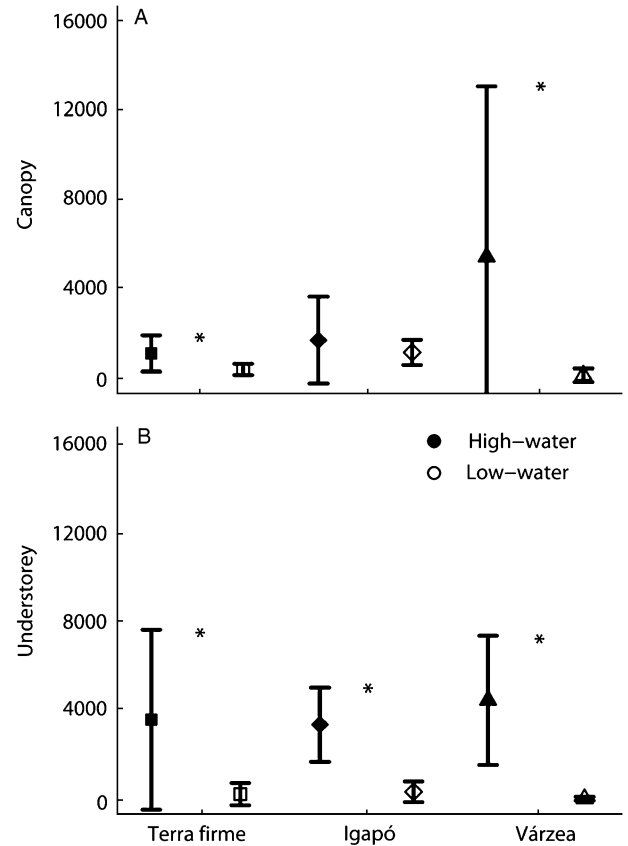 A
16000
12000
8000
4000
0
Canopy
*
*
B
16000
12000
8000
4000
0
Understorey
High−water
Low−water
*
*
*
Terra firme Igapó Várzea